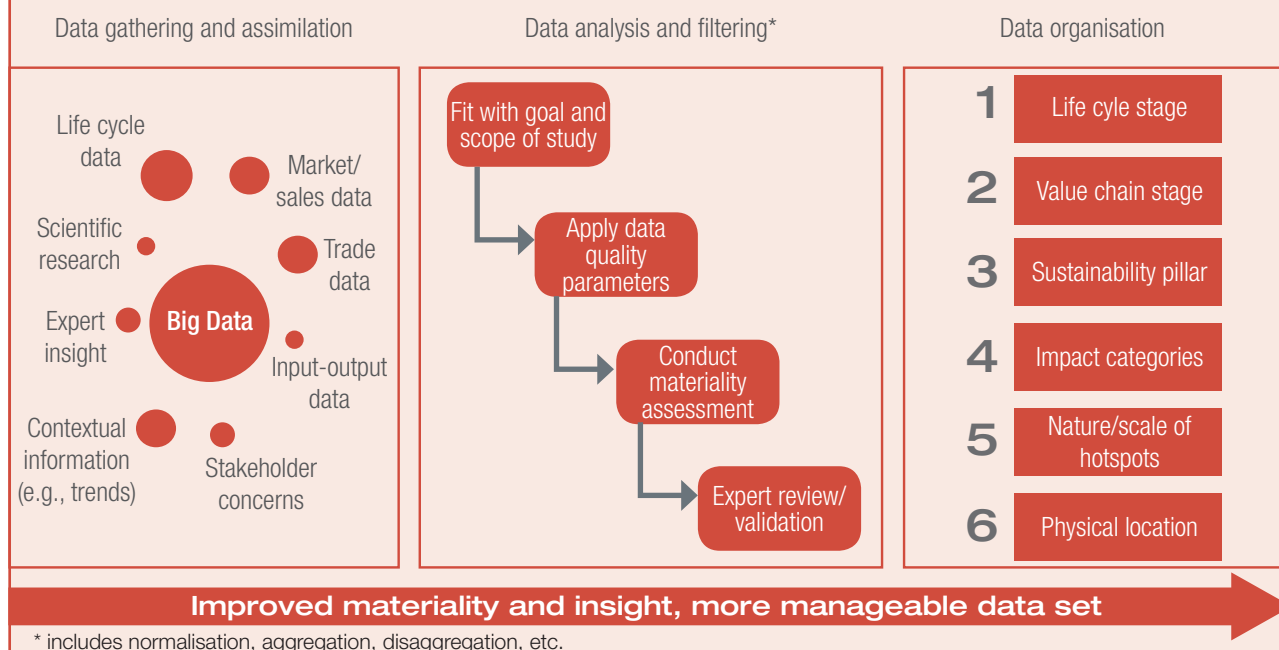 Data gathering and assimilation
Data analysis and filtering*
Data organisation
Life cycle
data
Market/
sales data
Scientific
research
Trade
data
Expert
insight
Big Data
Input-output
data
Contextual
information
(e.g., trends)
Stakeholder
concerns
Fit with goal and
scope of study
Apply data
quality
parameters
Conduct
materiality
assessment
Expert review/
validation
1
Life cyle stage
2
Value chain stage
3
Sustainability pillar
4
Impact categories
5
Nature/scale of
hotspots
6
Physical location
Improved materiality and insight, more manageable data set
* includes normalisation, aggregation, disaggregation, etc.